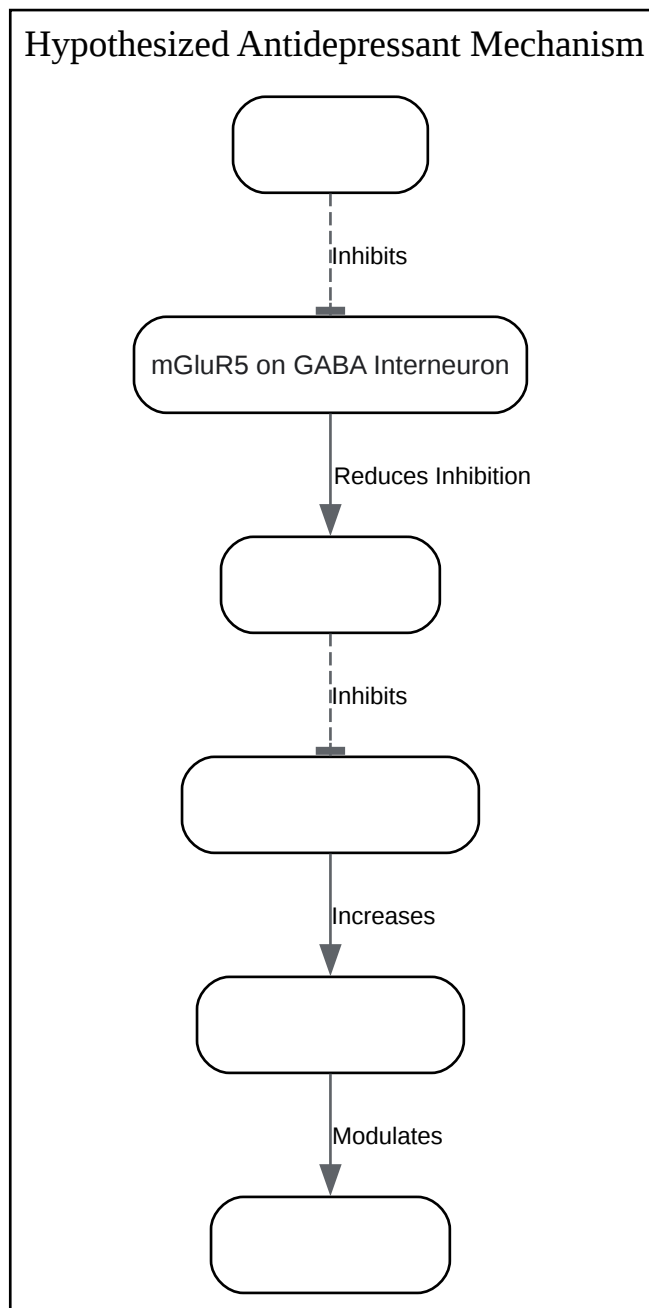 Hypothesized Antidepressant Mechanism
Inhibits
mGluR5 on GABA Interneuron
Reduces Inhibition
Inhibits
Increases
Modulates